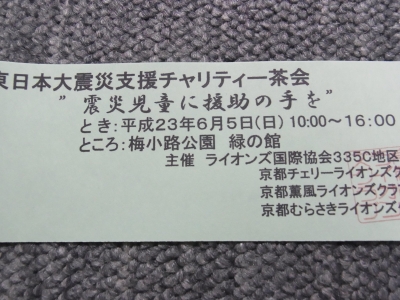 東日本大震災支援チャリティー茶会
”震災児童に援助の手を”
とき:平成23年6月5日(日) 10:00~16:00
ところ:梅小路公園 緑の館
主催 ライオンズ国際協会335C地区
京都チェリーライオンズク
京都薫風ライオンズクラブ
京都むらさきライオンズ